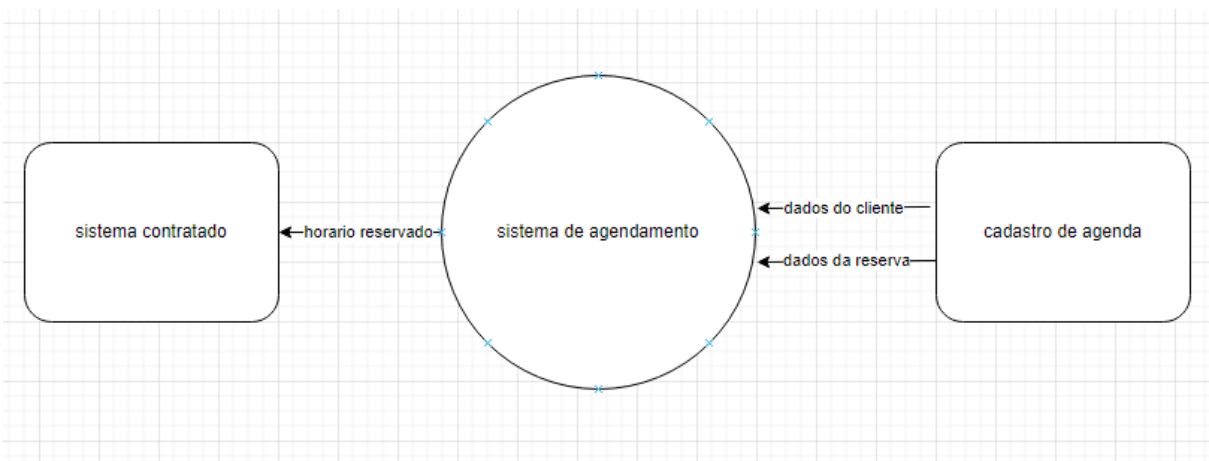 sistema contratado
horario reservado
sistema de agendamento
dados do cliente
dados da reserva
cadastro de agenda